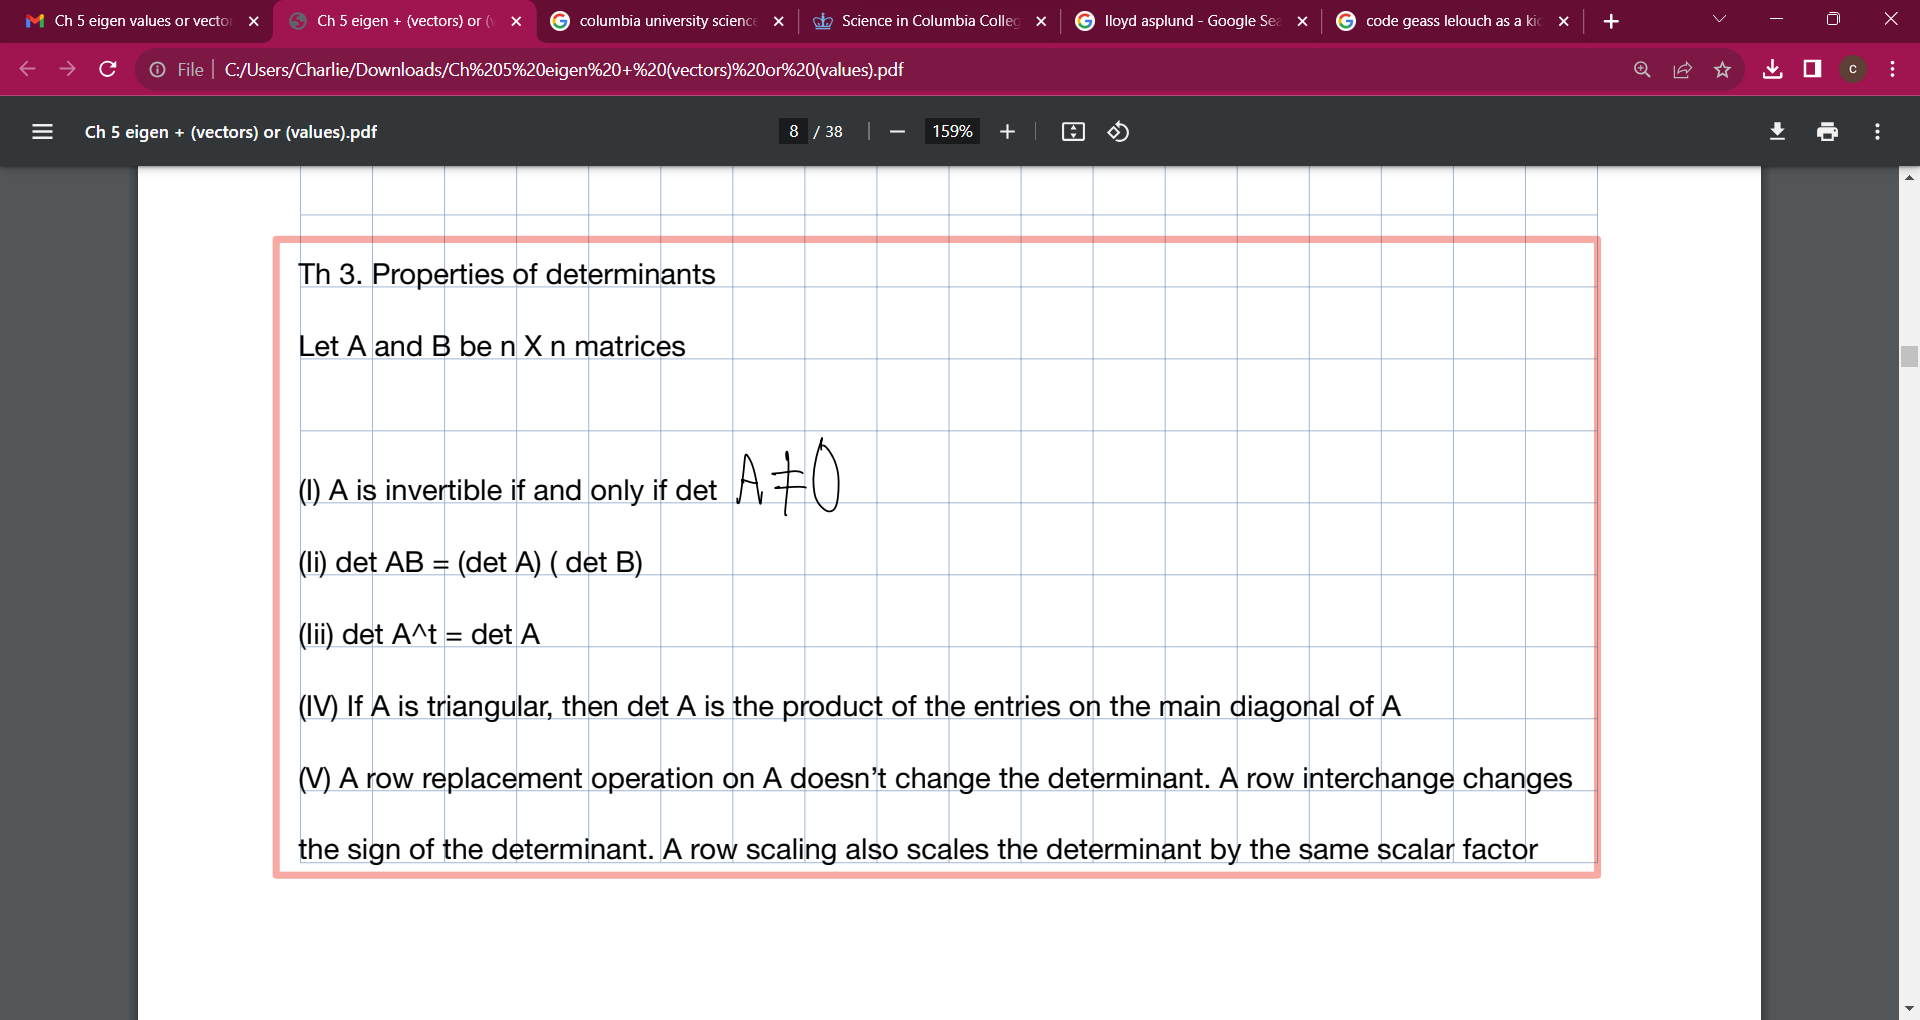 Ch 5 eigen values or vector
Ch 5 eigen + (vectors) or (v
columbia university science
Science in Columbia Colleg
lloyd asplund - Google Sea
code geass lelouch as a kid
File
C:/Users/Charlie/Downloads/Ch%205%20eigen%20+%20(vectors)%20or%20(values).pdf
c
Ch 5 eigen + (vectors) or (values).pdf
8 / 38
159%
Th 3. Properties of determinants
Let A and B be n X n matrices
(I) A is invertible if and only if det A≠0
(Ii) det AB = (det A) ( det B)
(Iii) det A^t = det A
(IV) If A is triangular, then det A is the product of the entries on the main diagonal of A
(V) A row replacement operation on A doesn’t change the determinant. A row interchange changes
the sign of the determinant. A row scaling also scales the determinant by the same scalar factor